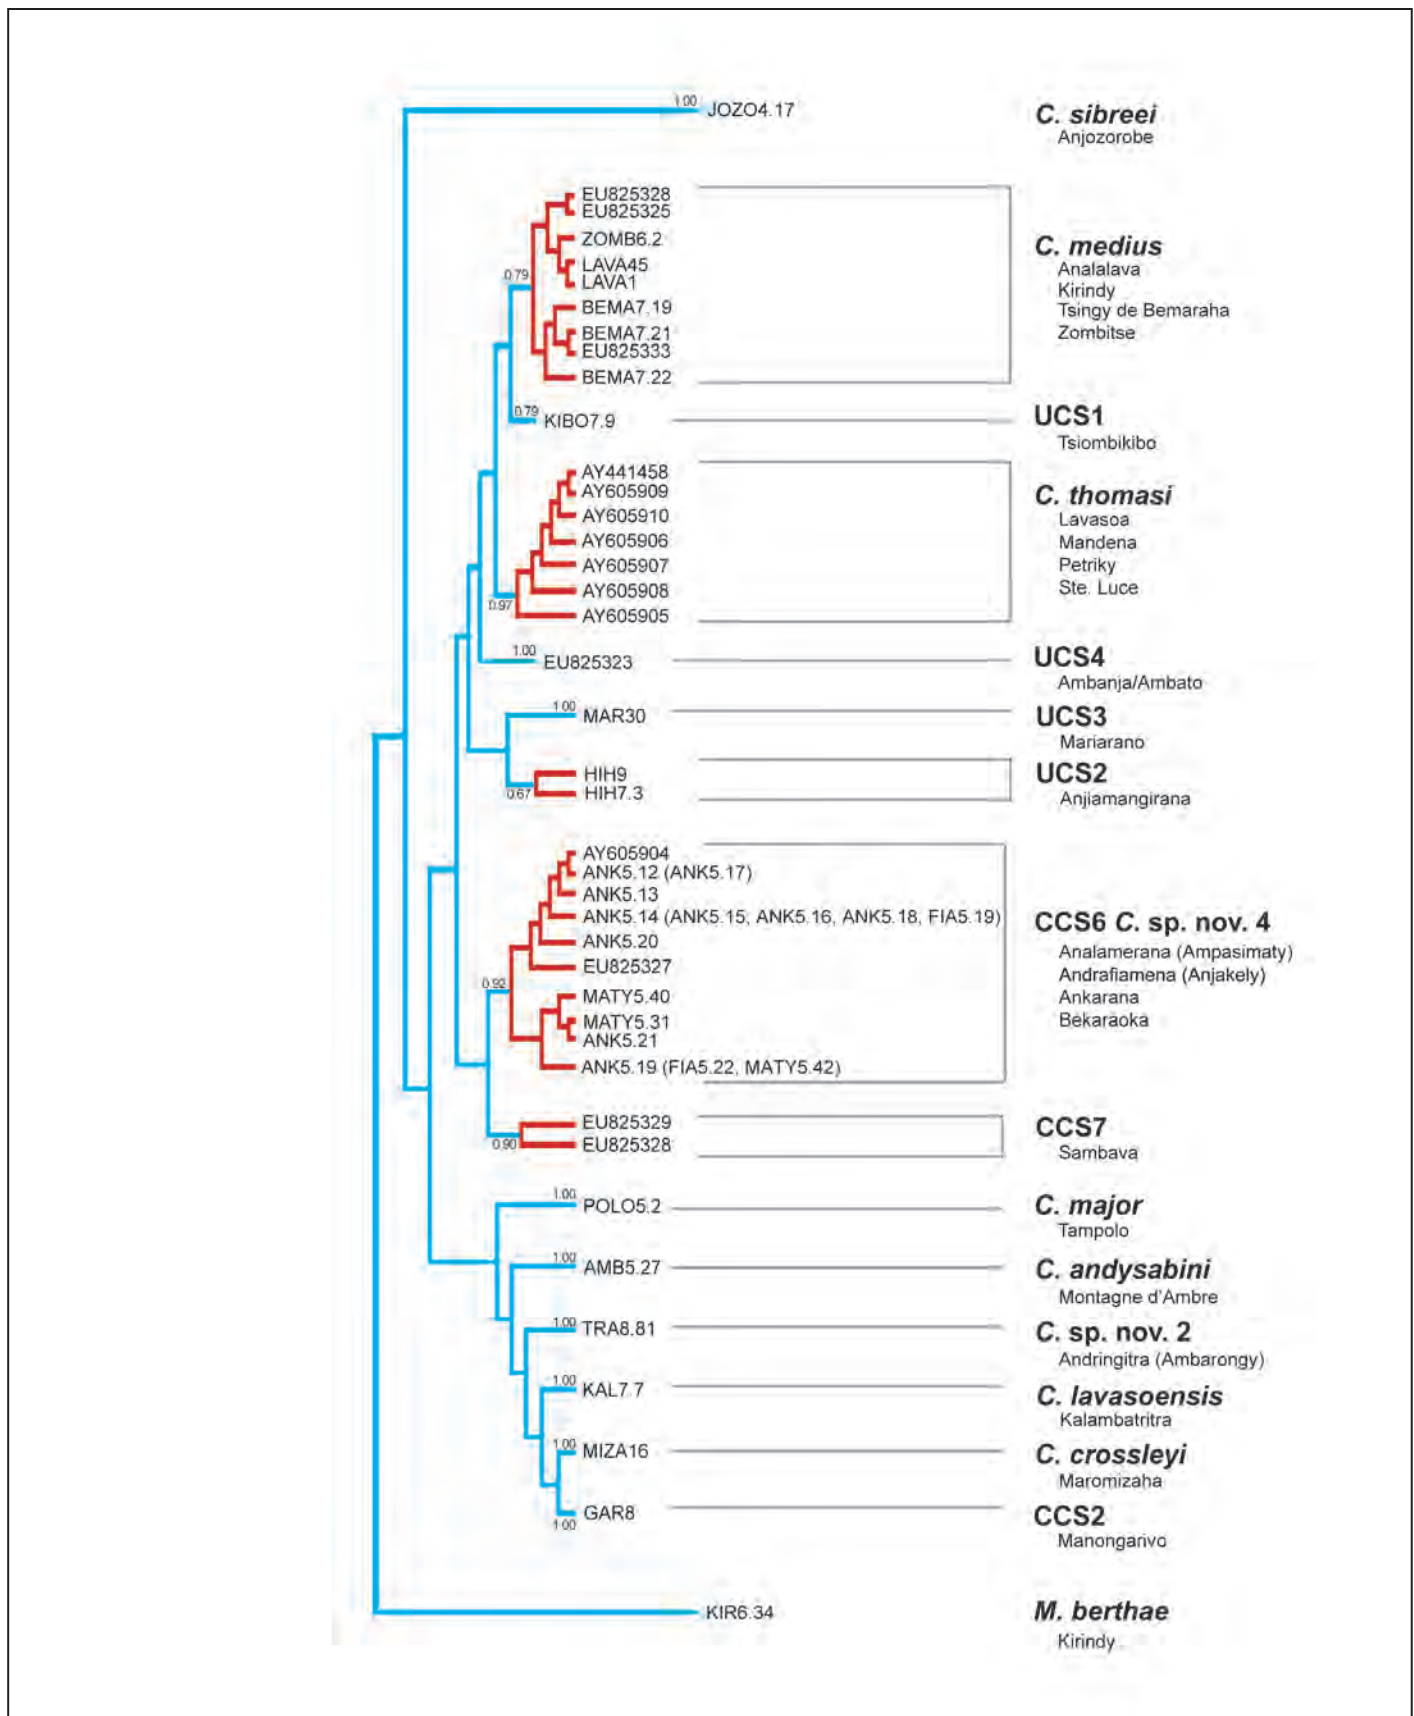 1.00
JOZO4.17
C. sibreei
Anjozorobe
EU825328
EU825325
ZOMB6.2
LAVA45
LAVA1
0.79
BEMA7.19
BEMA7.21
EU825333
BEMA7.22
C. medius
Analalava
Kirindy
Tsingy de Bemaraha
Zombitse
0.79
KIBO7.9
UCS1
Tsiombikibo
AY441458
AY605909
AY605910
AY605906
AY605907
AY605908
0.97
AY605905
C. thomasi
Lavasoa
Mandena
Petriky
Ste. Luce
1.00
EU825323
UCS4
Ambanja/Ambato
1.00
MAR30
UCS3
Mariarano
HIH9
0.67
HIH7.3
UCS2
Anjiamangirana
AY605904
ANK5.12 (ANK5.17)
ANK5.13
ANK5.14 (ANK5.15, ANK5.16, ANK5.18, FIA5.19)
ANK5.20
EU825327
0.92
MATY5.40
MATY5.31
ANK5.21
ANK5.19 (FIA5.22, MATY5.42)
CCS6 C. sp. nov. 4
Analamerana (Ampasimaty)
Andrafiamena (Anjakely)
Ankarana
Bekaraoka
EU825329
0.90
EU825328
CCS7
Sambava
1.00
POLO5.2
C. major
Tampolo
1.00
AMB5.27
C. andysabini
Montagne d'Ambre
1.00
TRA8.81
C. sp. nov. 2
Andringitra (Ambarongy)
1.00
KAL7.7
C. lavasoensis
Kalambatritra
1.00
MIZA16
C. crossleyi
Maromizaha
GAR8
1.00
CCS2
Manongarivo
KIR6.34
M. berthae
Kirindy